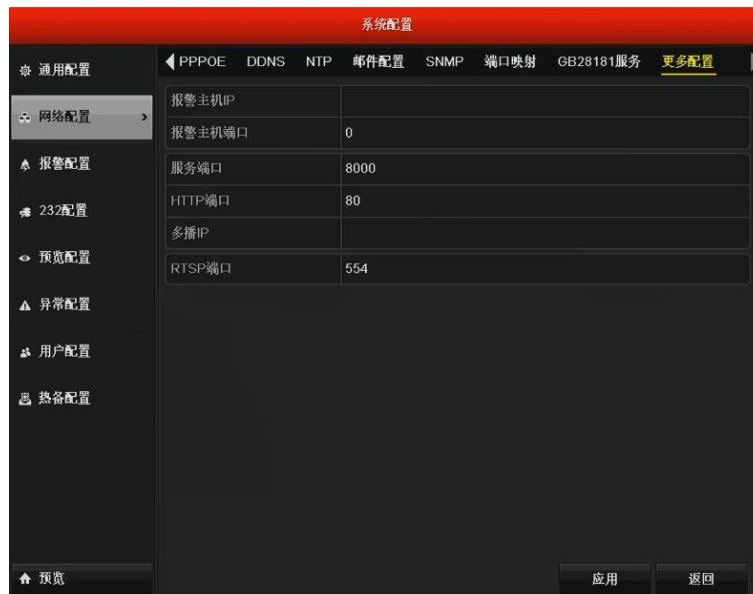 系统配置
通用配置
网络配置
报警配置
232配置
预览配置
异常配置
用户配置
热备配置
预览
PPPOE DDNS NTP 邮件配置 SNMP 端口映射 GB28181服务 更多配置
报警主机IP
报警主机端口 0
服务端口 8000
HTTP端口 80
多播IP
RTSP端口 554
应用 返回